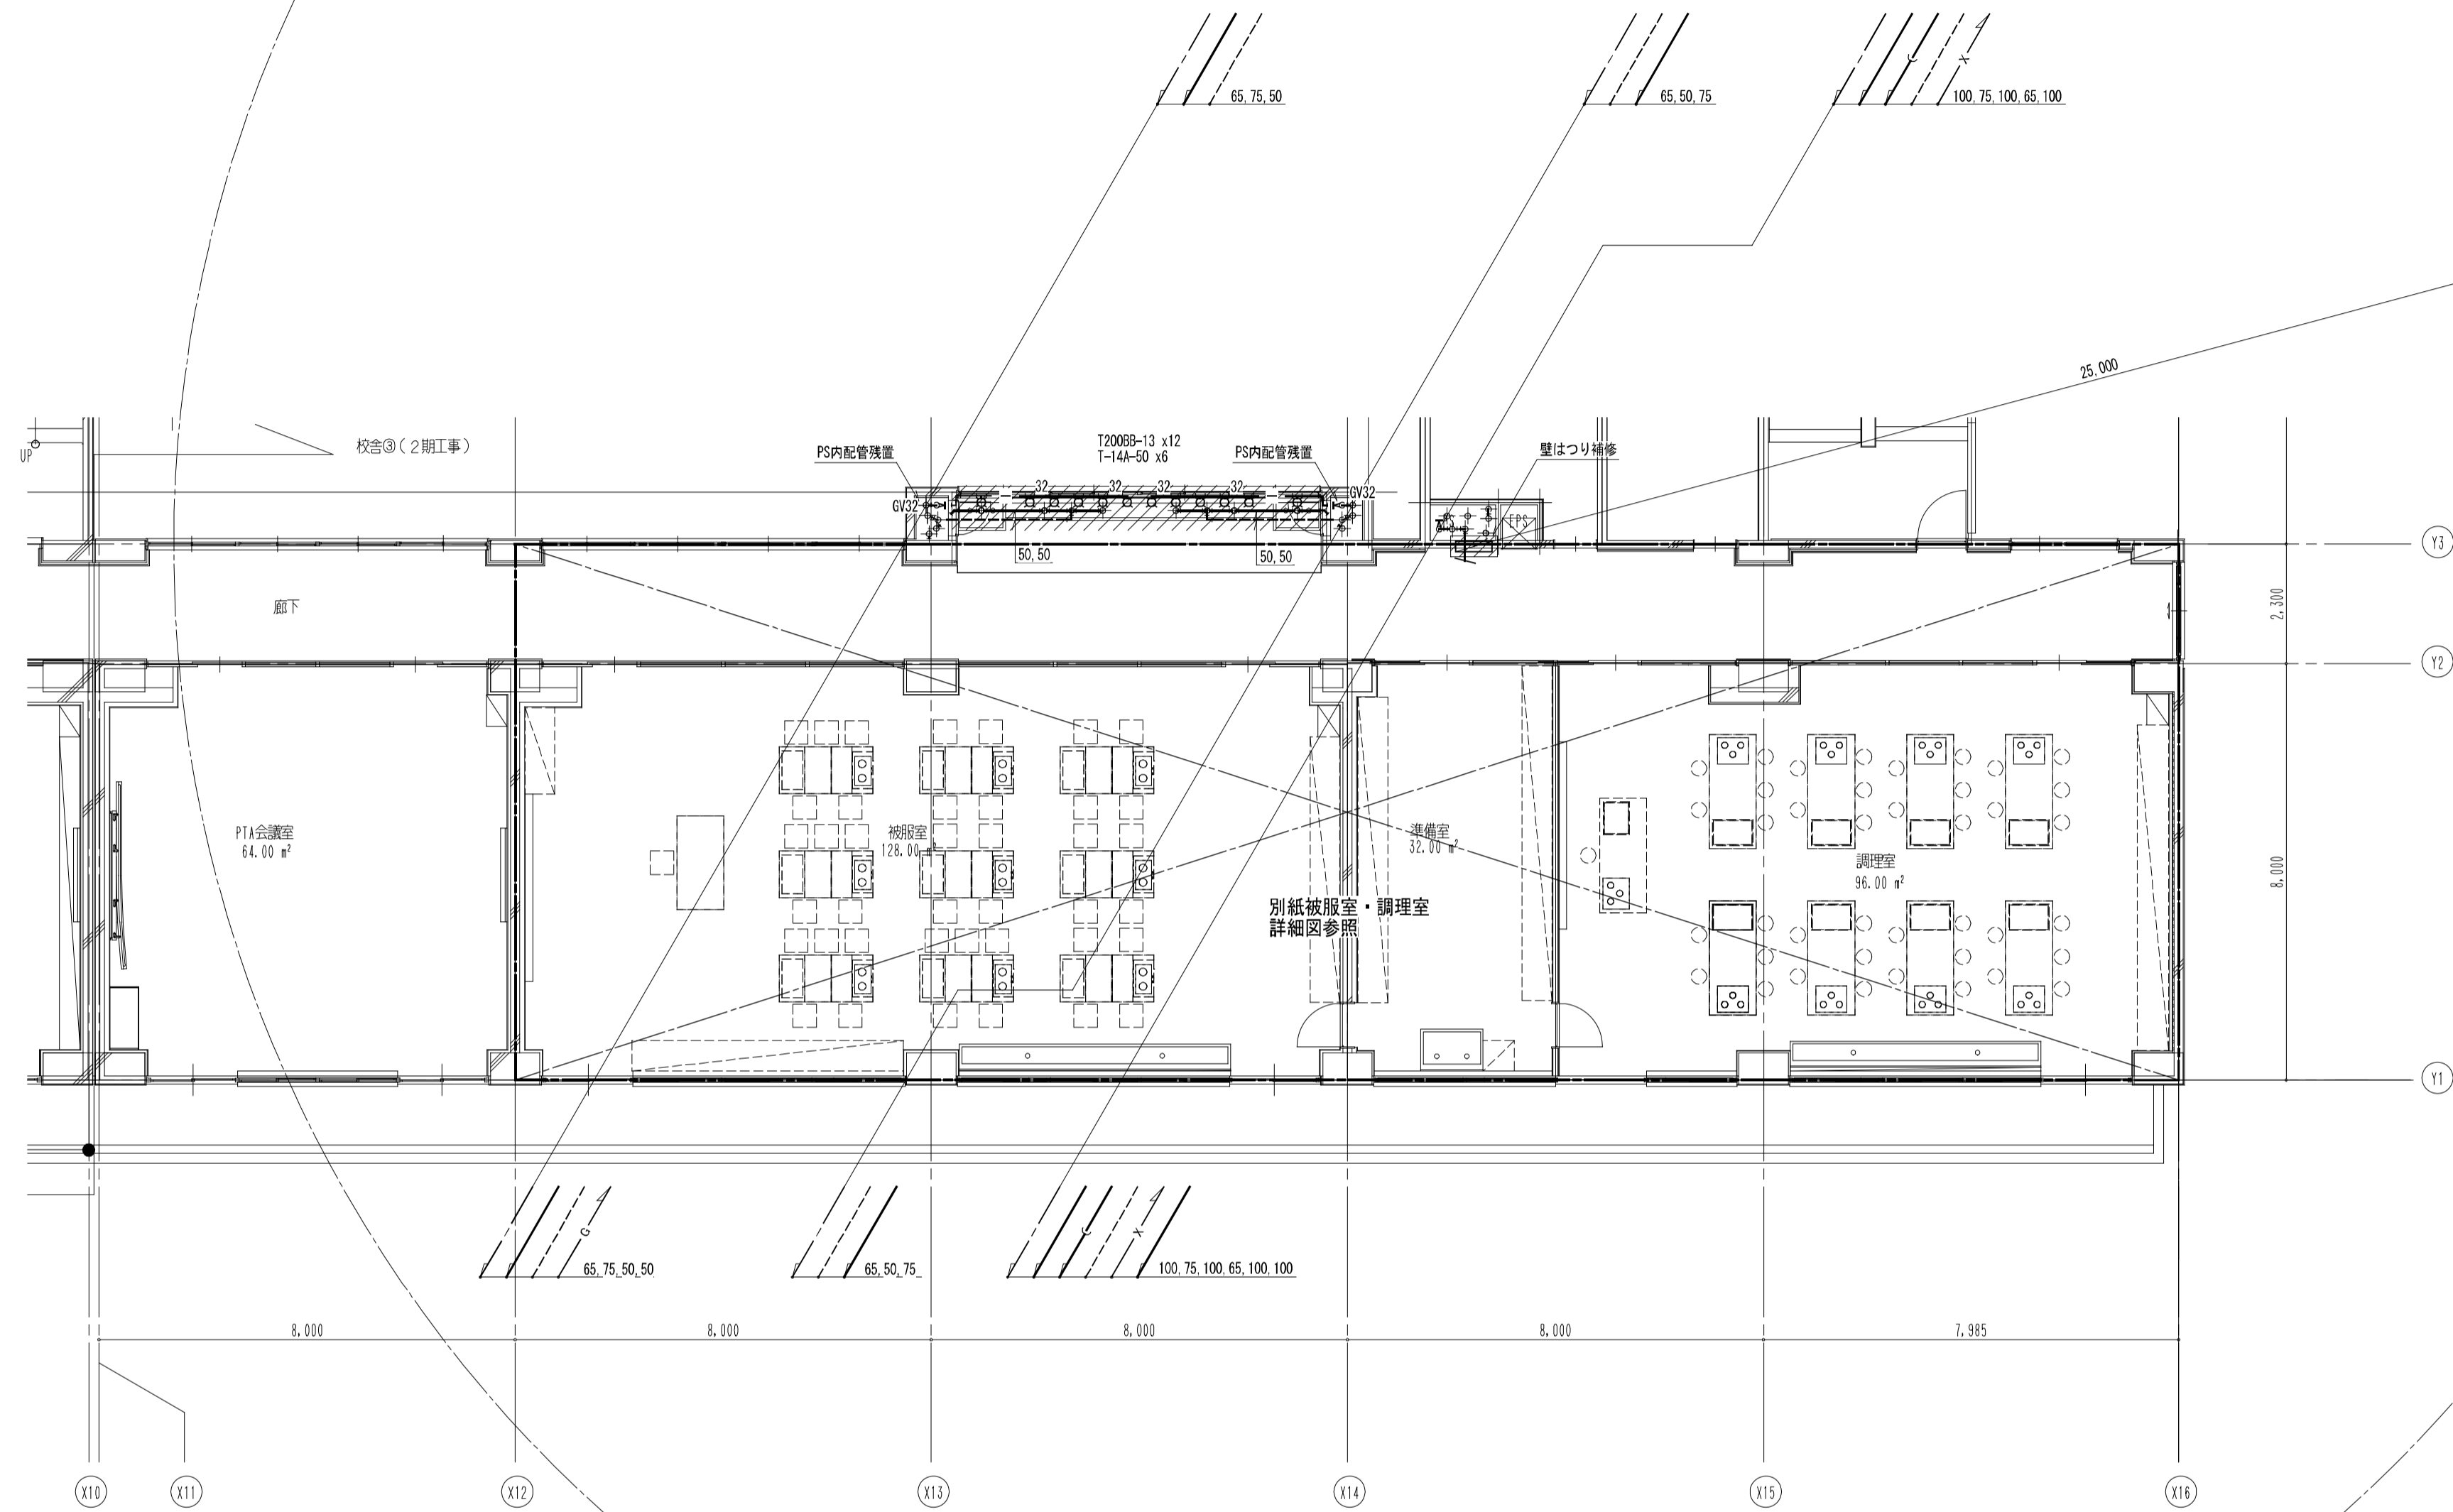 65,75,50
65,50,75
100,75,100,65,100
C
X
25,000
校舎③(2期工事)
UP
PS内配管残置
T200BB-13 x12
T-14A-50 x6
PS内配管残置
壁はつり補修
32
32
32
32
GV32
GV32
EPS
50,50
50,50
Y3
廊下
2,300
Y2
PTA会議室
64.00 m²
被服室
128.00 m²
準備室
32.00 m²
調理室
96.00 m²
8,000
別紙被服室・調理室
詳細図参照
Y1
G
C
X
65,75,50,50
65,50,75
100,75,100,65,100,100
8,000
8,000
8,000
8,000
7,985
X10
X11
X12
X13
X14
X15
X16